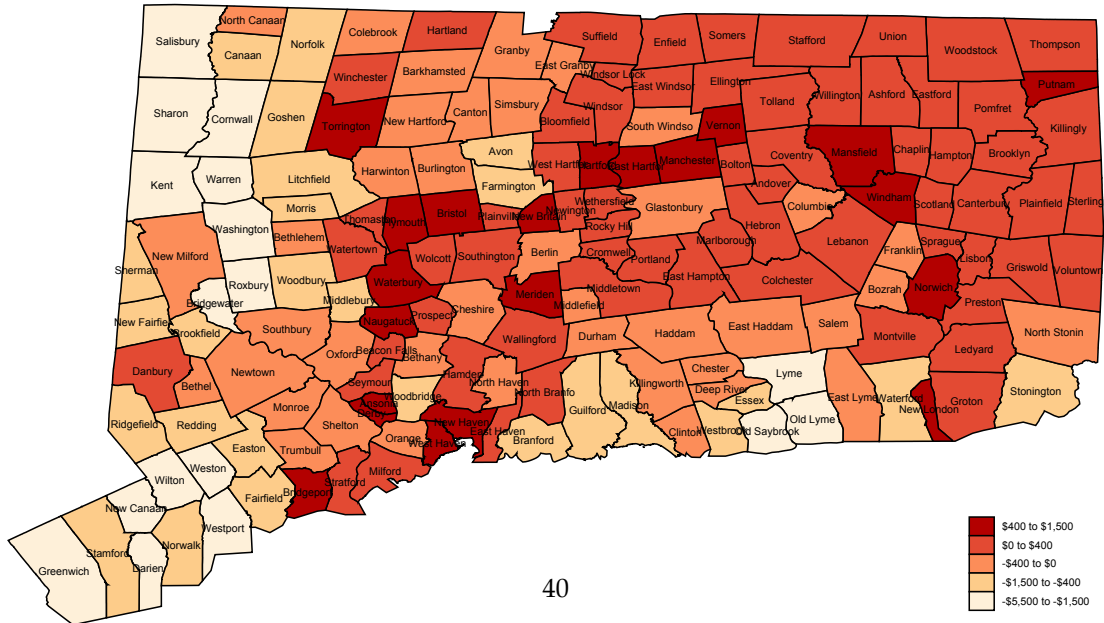 Salisbury
North Canaan
Canaan
Norfolk
Colebrook
Hartland
Granby
East Granby
Suffield
Windsor Lock
Enfield
Somers
Stafford
Union
Woodstock
Thompson
Putnam
Winchester
Barkhamsted
East Windsor
Ellington
Tolland
Willington
Ashford
Eastford
Pomfret
Killingly
Sharon
Cornwall
Goshen
Torrington
New Hartford
Canton
Simsbury
Bloomfield
Windsor
South Windso
Vernon
Avon
Farmington
West Hartfor
Hartford
East Hartfor
Manchester
Bolton
Coventry
Mansfield
Chaplin
Hampton
Brooklyn
Kent
Warren
Litchfield
Harwinton
Burlington
Morris
Andover
Columbia
Windham
Scotland
Canterbury
Plainfield
Sterling
Washington
Bethlehem
Thomaston
Plymouth
Bristol
Plainville
New Britain
Newington
Wethersfield
Rocky Hill
Glastonbury
Hebron
Marlborough
Lebanon
Franklin
Sprague
Lisbon
Griswold
Voluntown
New Milford
Sherman
Watertown
Wolcott
Southington
Berlin
Cromwell
Portland
East Hampton
Colchester
Bozrah
Norwich
Preston
Roxbury
Woodbury
Bridgewater
Middlebury
Waterbury
Meriden
Middletown
Middlefield
New Fairfie
Brookfield
Southbury
Naugatuck
Prospect
Cheshire
Wallingford
Durham
Haddam
East Haddam
Salem
Montville
Ledyard
North Stonin
Danbury
Bethel
Newtown
Oxford
Beacon Falls
Bethany
Seymour
Hamden
North Haven
North Branfo
Woodbridge
Killingworth
Chester
Deep River
Essex
Lyme
Ridgefield
Redding
Monroe
Shelton
Ansonia
Derby
Orange
New Haven
West Haven
East Haven
Branford
Guilford
Madison
Clinton
Westbrook
Old Saybrook
Old Lyme
East Lyme
Waterford
New London
Groton
Stonington
Easton
Trumbull
Weston
Wilton
Fairfield
Bridgeport
Stratford
Milford
New Canaan
Westport
Norwalk
Stamford
Darien
Greenwich
$400 to $1,500
$0 to $400
-$400 to $0
-$1,500 to -$400
-$5,500 to -$1,500
40